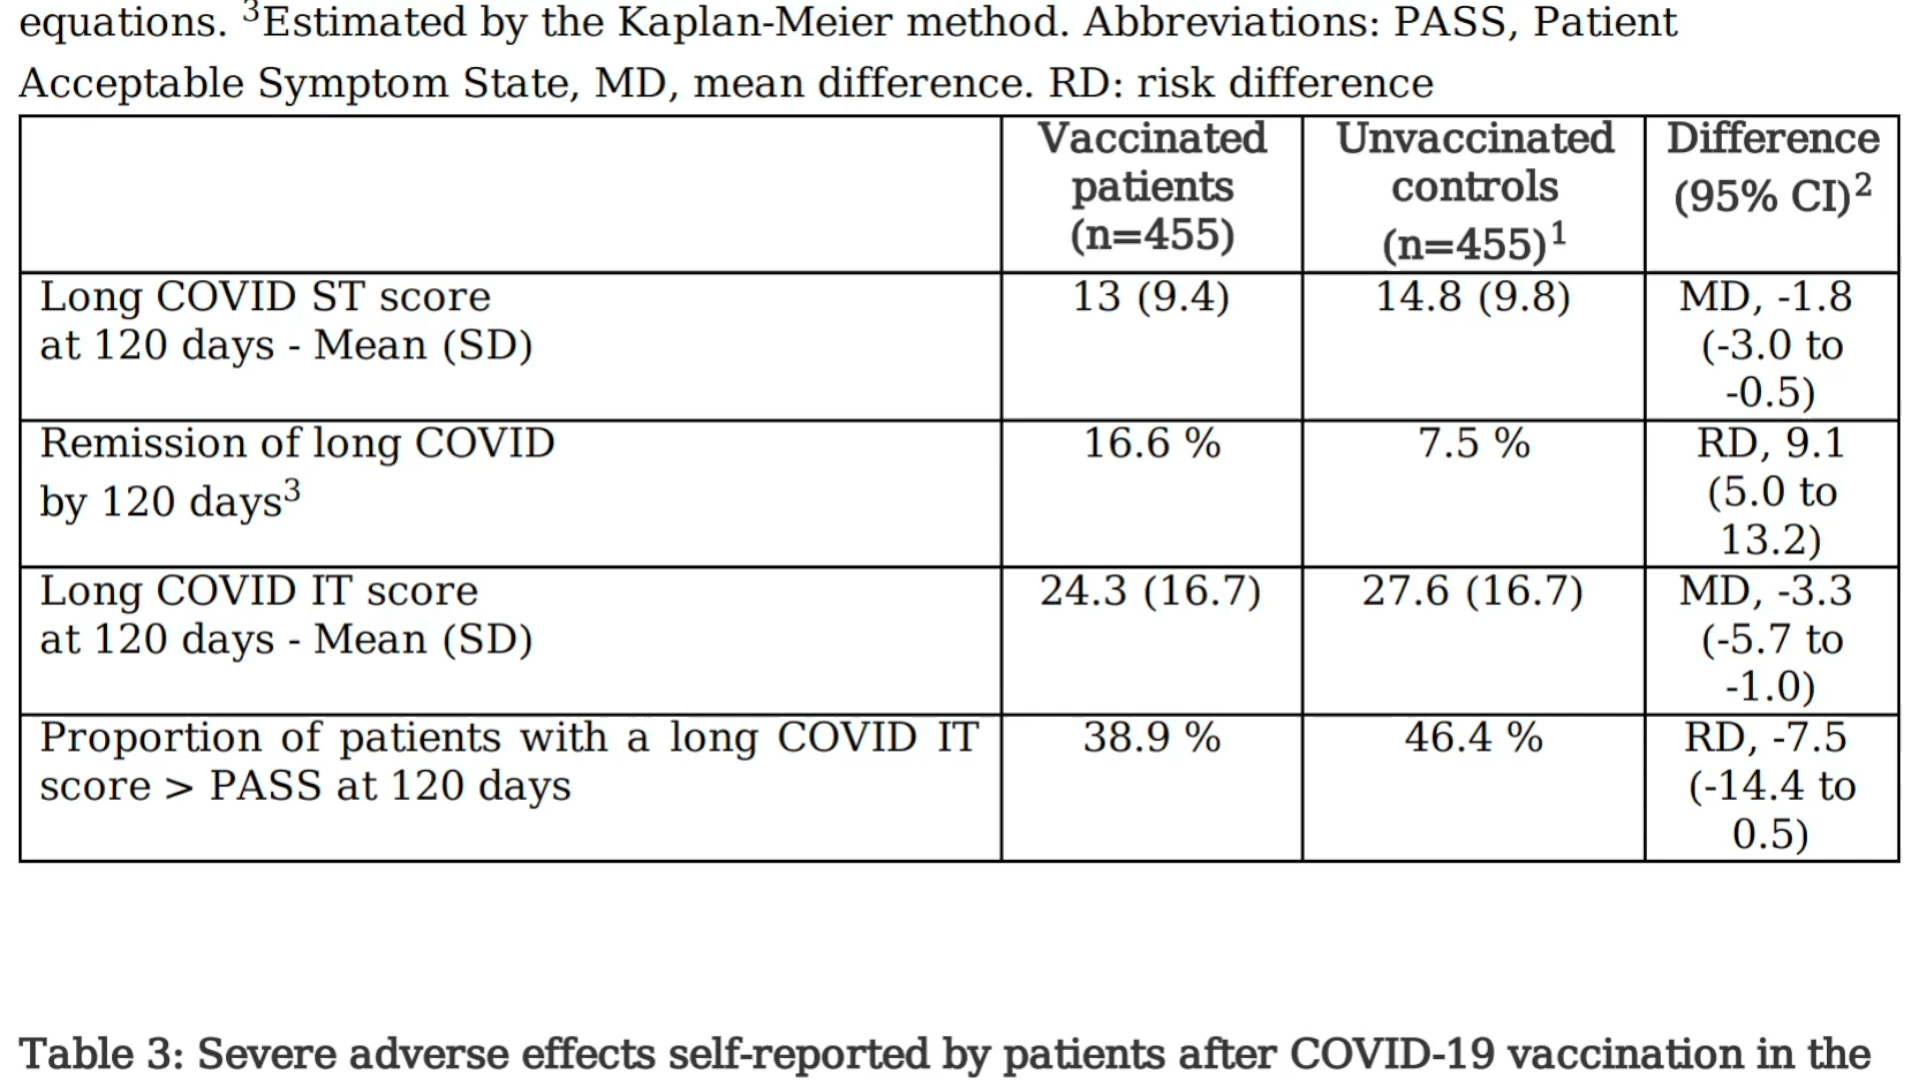 equations. ³Estimated by the Kaplan-Meier method. Abbreviations: PASS, Patient
Acceptable Symptom State, MD, mean difference. RD: risk difference
Vaccinated
patients
(n=455)
Unvaccinated
controls
(n=455)¹
Difference
(95% CI)²
Long COVID ST score
at 120 days - Mean (SD)
13 (9.4)
14.8 (9.8)
MD, -1.8
(-3.0 to
-0.5)
Remission of long COVID
by 120 days³
16.6 %
7.5 %
RD, 9.1
(5.0 to
13.2)
Long COVID IT score
at 120 days - Mean (SD)
24.3 (16.7)
27.6 (16.7)
MD, -3.3
(-5.7 to
-1.0)
Proportion of patients with a long COVID IT
score > PASS at 120 days
38.9 %
46.4 %
RD, -7.5
(-14.4 to
0.5)
Table 3: Severe adverse effects self-reported by patients after COVID-19 vaccination in the